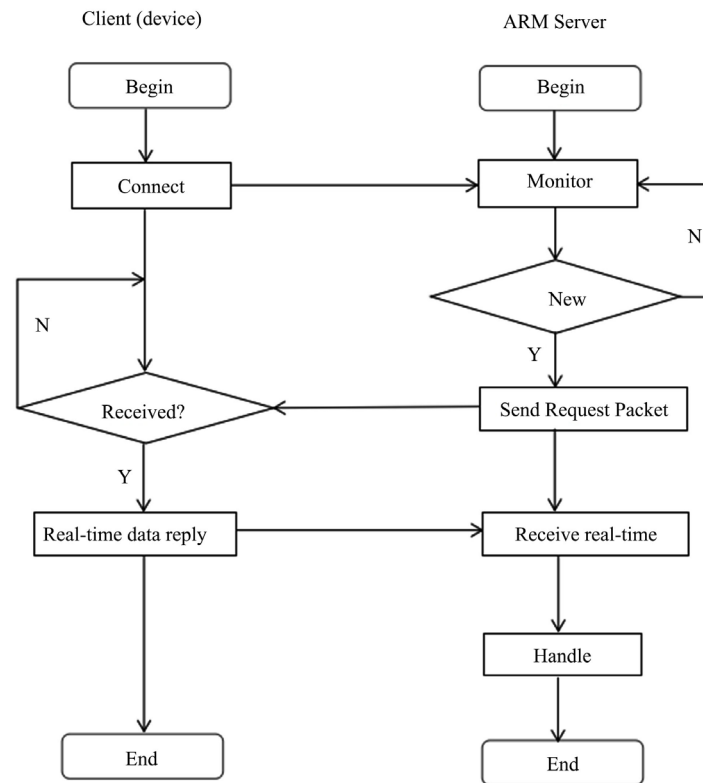 Client (device)
ARM Server
Begin
Begin
Connect
Monitor
N
New
N
Y
Received?
Send Request Packet
Y
Real-time data reply
Receive real-time
Handle
End
End